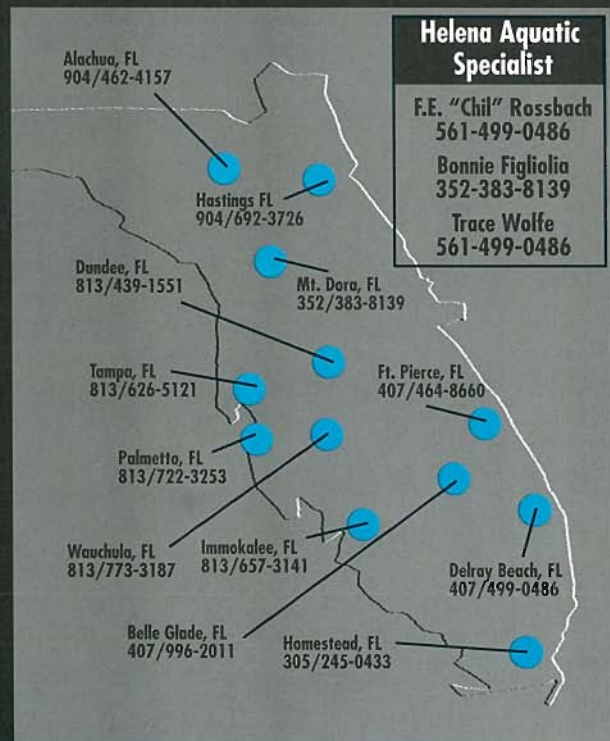 Helena Aquatic
Specialist
F.E. "Chil" Rossbach
561-499-0486
Bonnie Figliolia
352-383-8139
Trace Wolfe
561-499-0486
Alachua, FL
904/462-4157
Hastings FL
904/692-3726
Mt. Dora, FL
352/383-8139
Dundee, FL
813/439-1551
Tampa, FL
813/626-5121
Ft. Pierce, FL
407/464-8660
Palmetto, FL
813/722-3253
Wauchula, FL
813/773-3187
Immokalee, FL
813/657-3141
Delray Beach, FL
407/499-0486
Belle Glade, FL
407/996-2011
Homestead, FL
305/245-0433